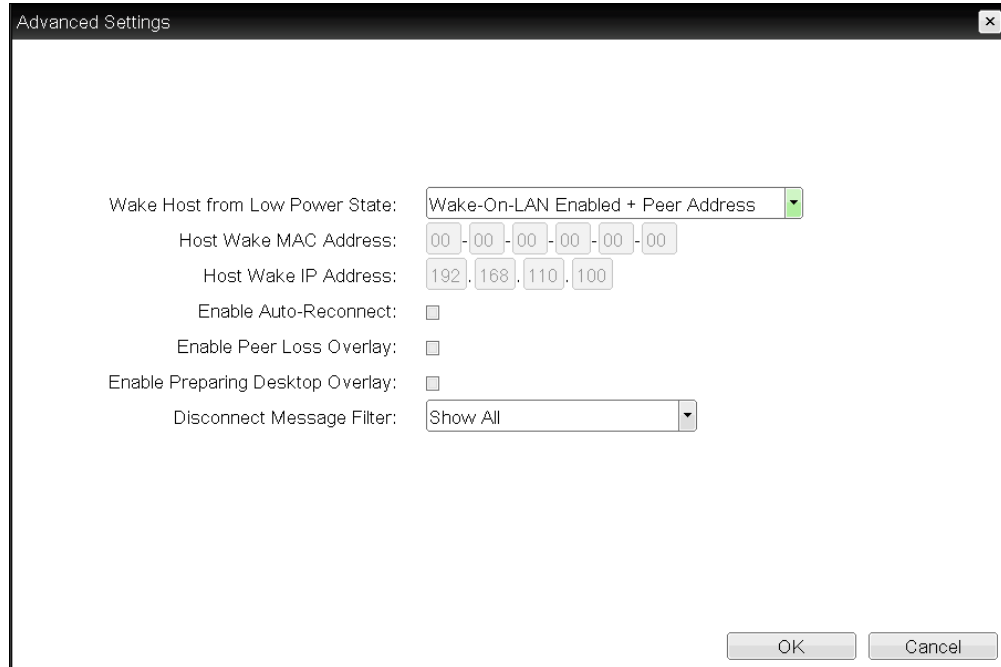 Advanced Settings
Wake Host from Low Power State: Wake-On-LAN Enabled + Peer Address
Host Wake MAC Address: 00-00-00-00-00-00
Host Wake IP Address: 192.168.110.100
Enable Auto-Reconnect:
Enable Peer Loss Overlay:
Enable Preparing Desktop Overlay:
Disconnect Message Filter: Show All
OK Cancel